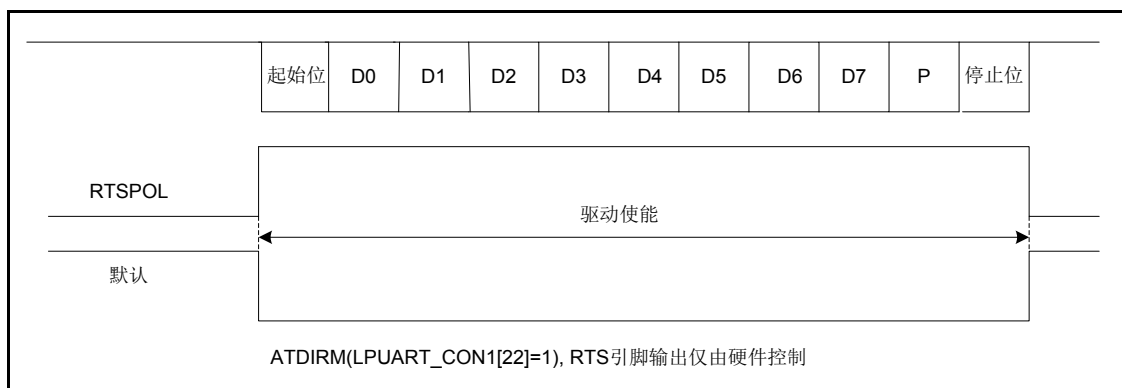 起始位 D0 D1 D2 D3 D4 D5 D6 D7 P 停止位
RTSPOL
驱动使能
默认
ATDIRM(LPUART_CON1[22]=1), RTS引脚输出仅由硬件控制